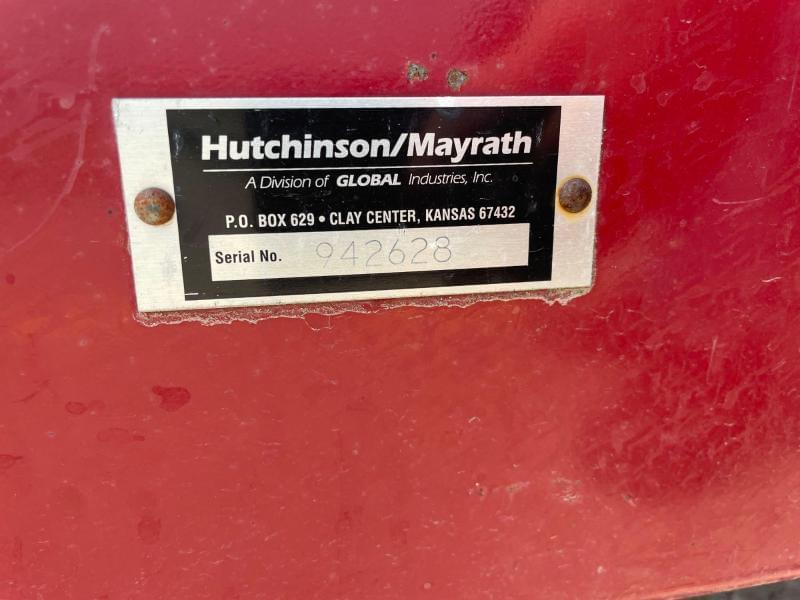 Hutchinson/Mayrath
A Division of GLOBAL Industries, Inc.
P.O. BOX 629 • CLAY CENTER, KANSAS 67432
Serial No. 942628